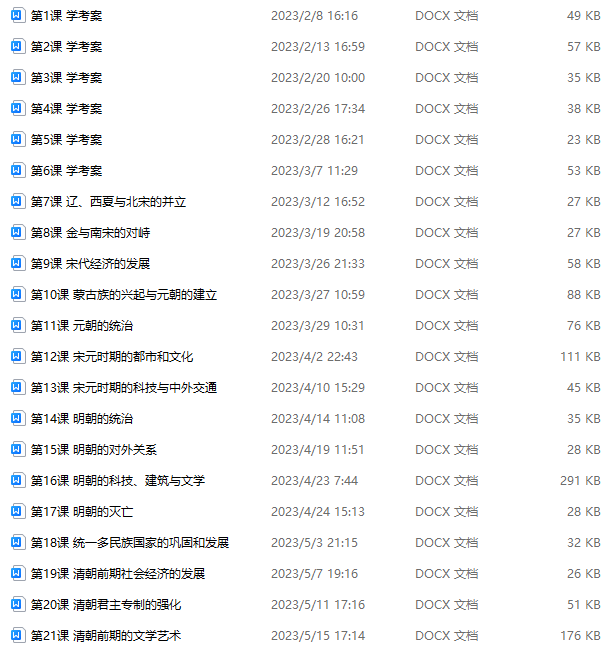 第1课 学考案 2023/2/8 16:16 DOCX 文档 49 KB
第2课 学考案 2023/2/13 16:59 DOCX 文档 57 KB
第3课 学考案 2023/2/20 10:00 DOCX 文档 35 KB
第4课 学考案 2023/2/26 17:34 DOCX 文档 38 KB
第5课 学考案 2023/2/28 16:21 DOCX 文档 23 KB
第6课 学考案 2023/3/7 11:29 DOCX 文档 53 KB
第7课 辽、西夏与北宋的并立 2023/3/12 16:52 DOCX 文档 27 KB
第8课 金与南宋的对峙 2023/3/19 20:58 DOCX 文档 27 KB
第9课 宋代经济的发展 2023/3/26 21:33 DOCX 文档 58 KB
第10课 蒙古族的兴起与元朝的建立 2023/3/27 10:59 DOCX 文档 88 KB
第11课 元朝的统治 2023/3/29 10:31 DOCX 文档 76 KB
第12课 宋元时期的都市和文化 2023/4/2 22:43 DOCX 文档 111 KB
第13课 宋元时期的科技与中外交通 2023/4/10 15:29 DOCX 文档 45 KB
第14课 明朝的统治 2023/4/14 11:08 DOCX 文档 35 KB
第15课 明朝的对外关系 2023/4/19 11:51 DOCX 文档 28 KB
第16课 明朝的科技、建筑与文学 2023/4/23 7:44 DOCX 文档 291 KB
第17课 明朝的灭亡 2023/4/24 15:13 DOCX 文档 28 KB
第18课 统一多民族国家的巩固和发展 2023/5/3 21:15 DOCX 文档 32 KB
第19课 清朝前期社会经济的发展 2023/5/7 19:16 DOCX 文档 26 KB
第20课 清朝君主专制的强化 2023/5/11 17:16 DOCX 文档 51 KB
第21课 清朝前期的文学艺术 2023/5/15 17:14 DOCX 文档 176 KB